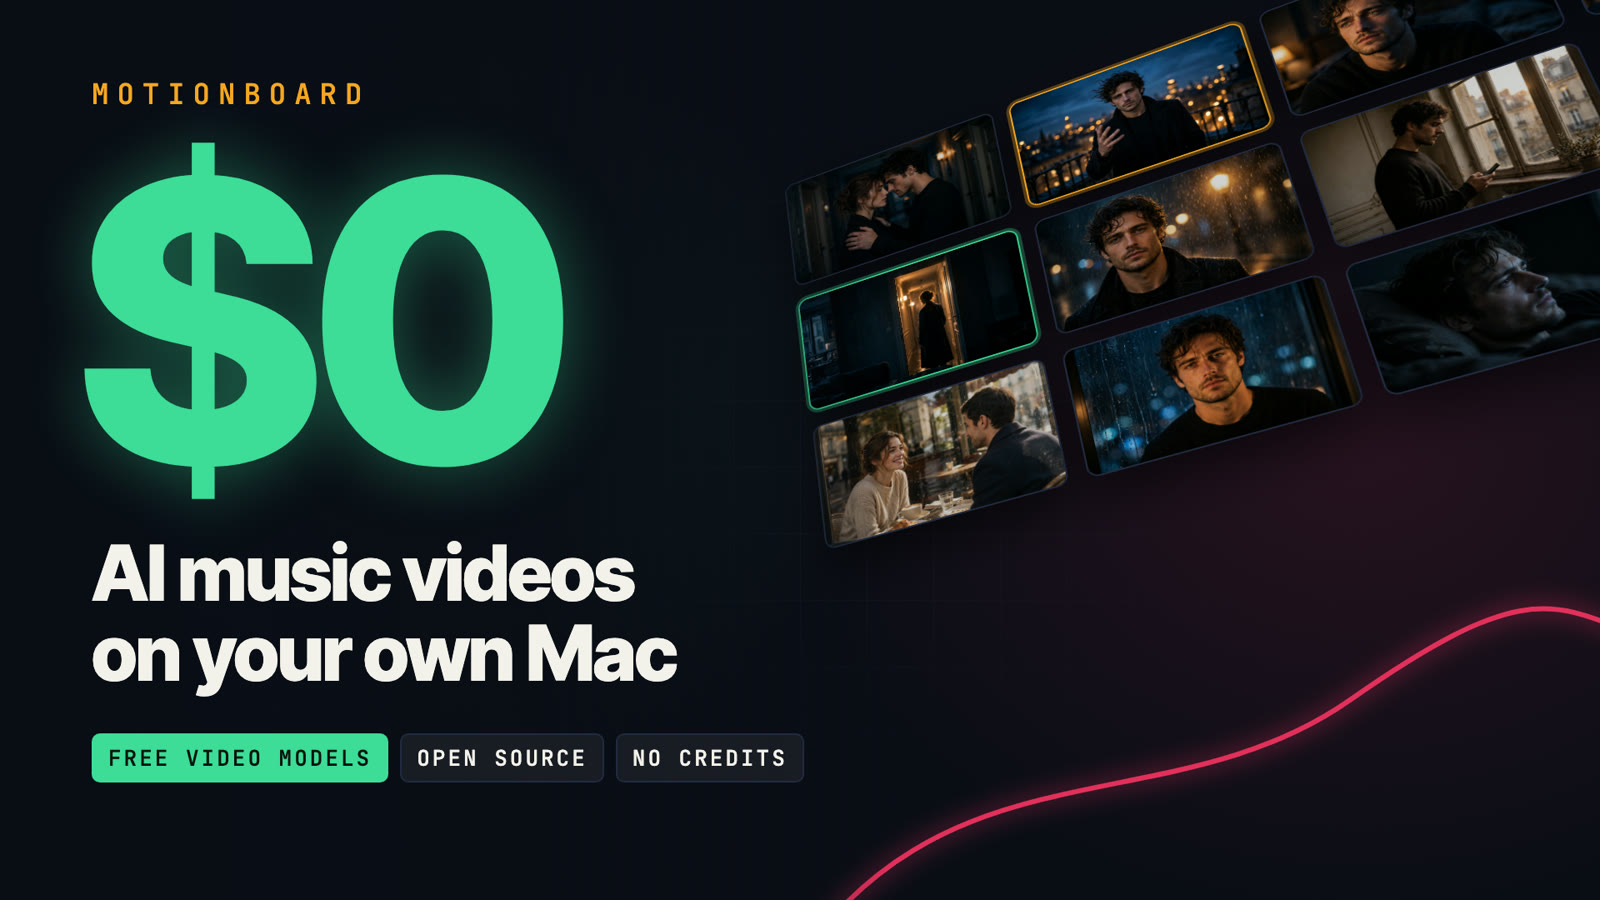 MOTIONBOARD
$0
AI music videos
on your own Mac
FREE VIDEO MODELS
OPEN SOURCE
NO CREDITS